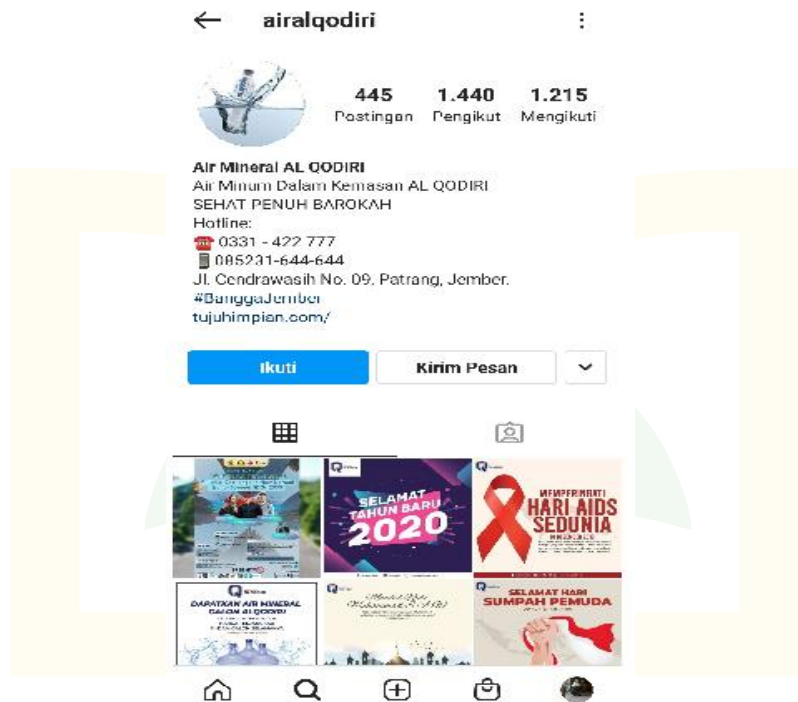 airalqodiri
445 1.440 1.215
Postingan Pengikut Mengikuti
Air Mineral AL QODIRI
Air Minum Dalam Kemasan AL QODIRI
SEHAT PENUH BAROKAH
Hotline:
0331 - 422 777
085231-644-644
Jl. Cendrawasih No. 09, Patrang, Jember.
#BanggaJember
tujuhimpian.com/
Ikuti Kirim Pesan
SELAMAT
TAHUN BARU
2020
MEMPERINGATI
HARI AIDS
SEDUNIA
DAPATKAN AIR MINERAL
GALON ALQODIRI
SELAMAT HARI
SUMPAH PEMUDA